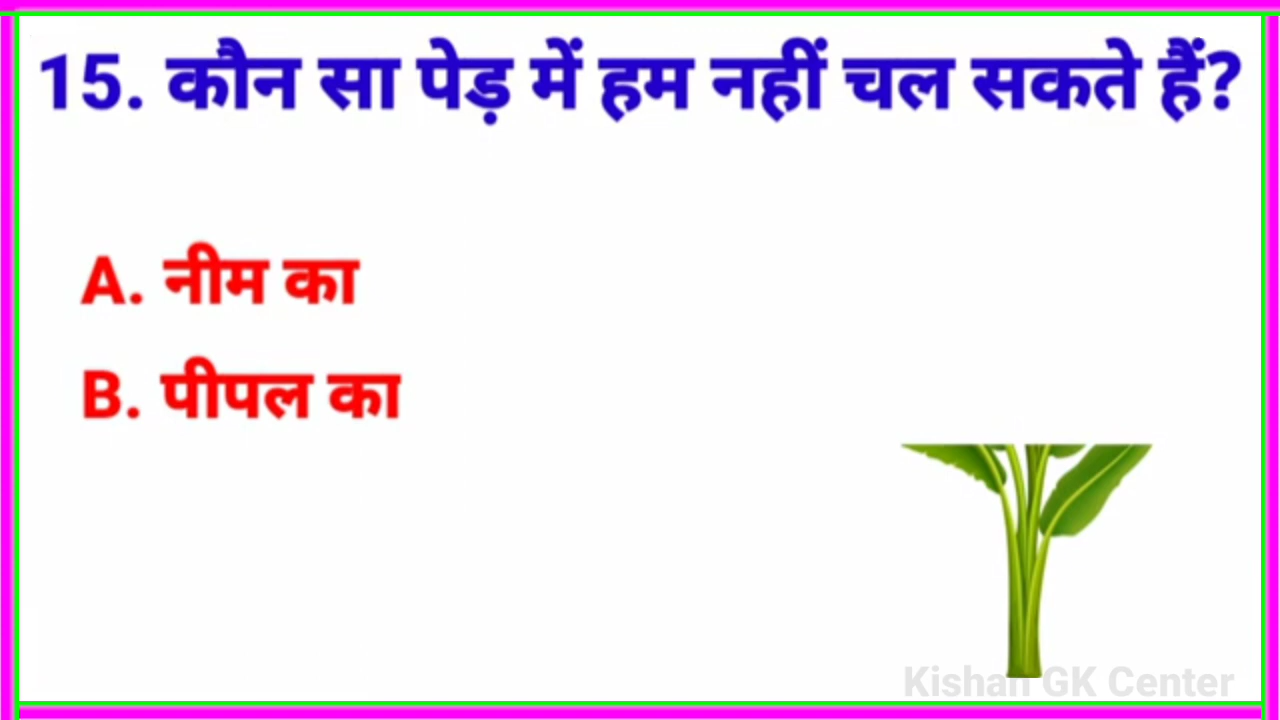 15. कौन सा पेड़ में हम नहीं चल सकते हैं?
A. नीम का
B. पीपल का
Kishan GK Center